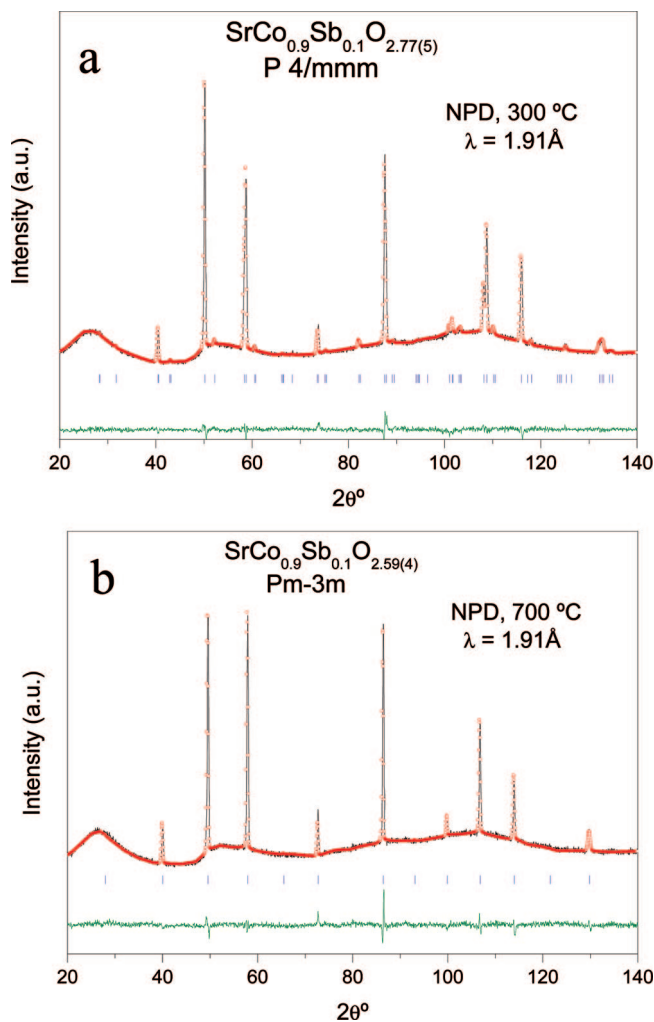 a
SrCo0.9Sb0.1O2.77(5)
P 4/mmm
NPD, 300 ºC
λ = 1.91Å
Intensity (a.u.)
20 40 60 80 100 120 140
2θº
b
SrCo0.9Sb0.1O2.59(4)
Pm-3m
NPD, 700 ºC
λ = 1.91Å
Intensity (a.u.)
20 40 60 80 100 120 140
2θº